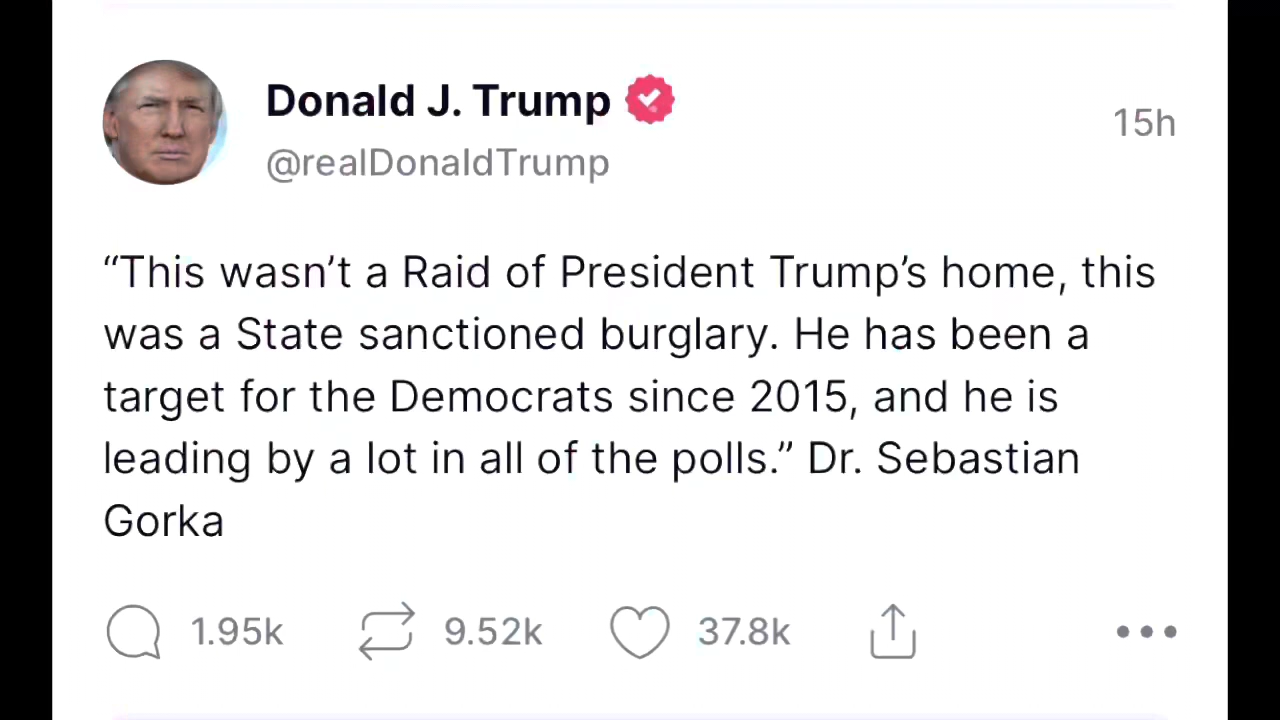 Donald J. Trump
15h
@realDonaldTrump
“This wasn’t a Raid of President Trump’s home, this
was a State sanctioned burglary. He has been a
target for the Democrats since 2015, and he is
leading by a lot in all of the polls.” Dr. Sebastian
Gorka
1.95k 9.52k 37.8k